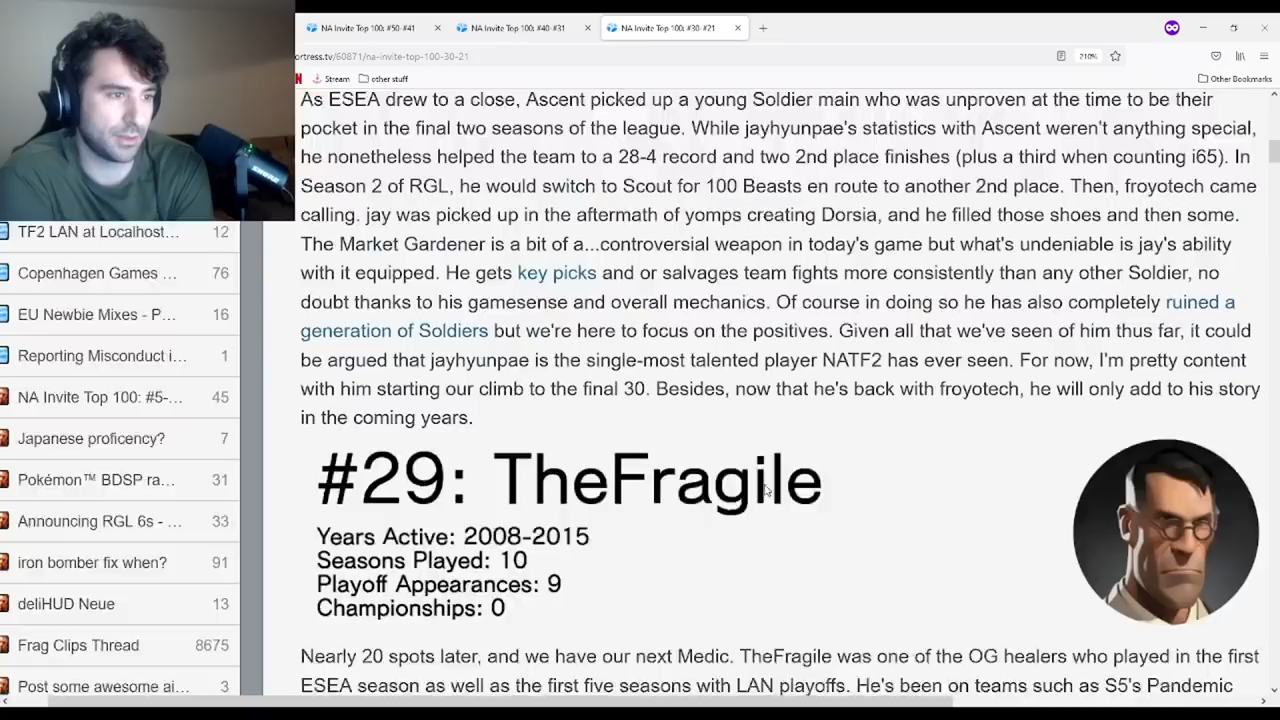 NA Invite Top 100: #50-#41
NA Invite Top 100: #40-#31
NA Invite Top 100: #30-#21
ortress.tv/60871/na-invite-top-100-30-21
210%
Stream
other stuff
Other Bookmarks
As ESEA drew to a close, Ascent picked up a young Soldier main who was unproven at the time to be their
pocket in the final two seasons of the league. While jayhyunpae's statistics with Ascent weren't anything special,
he nonetheless helped the team to a 28-4 record and two 2nd place finishes (plus a third when counting i65). In
Season 2 of RGL, he would switch to Scout for 100 Beasts en route to another 2nd place. Then, froyotech came
calling. jay was picked up in the aftermath of yomps creating Dorsia, and he filled those shoes and then some.
The Market Gardener is a bit of a...controversial weapon in today's game but what's undeniable is jay's ability
with it equipped. He gets key picks and or salvages team fights more consistently than any other Soldier, no
doubt thanks to his gamesense and overall mechanics. Of course in doing so he has also completely ruined a
generation of Soldiers but we're here to focus on the positives. Given all that we've seen of him thus far, it could
be argued that jayhyunpae is the single-most talented player NATF2 has ever seen. For now, I'm pretty content
with him starting our climb to the final 30. Besides, now that he's back with froyotech, he will only add to his story
in the coming years.
#29: TheFragile
Years Active: 2008-2015
Seasons Played: 10
Playoff Appearances: 9
Championships: 0
Nearly 20 spots later, and we have our next Medic. TheFragile was one of the OG healers who played in the first
ESEA season as well as the first five seasons with LAN playoffs. He's been on teams such as S5's Pandemic
TF2 LAN at Localhost... 12
Copenhagen Games ... 76
EU Newbie Mixes - P... 16
Reporting Misconduct i... 1
NA Invite Top 100: #5-... 45
Japanese proficency? 7
Pokémon™ BDSP ra... 31
Announcing RGL 6s - ... 33
iron bomber fix when? 91
deliHUD Neue 13
Frag Clips Thread 8675
Post some awesome ai... 3
SHURE